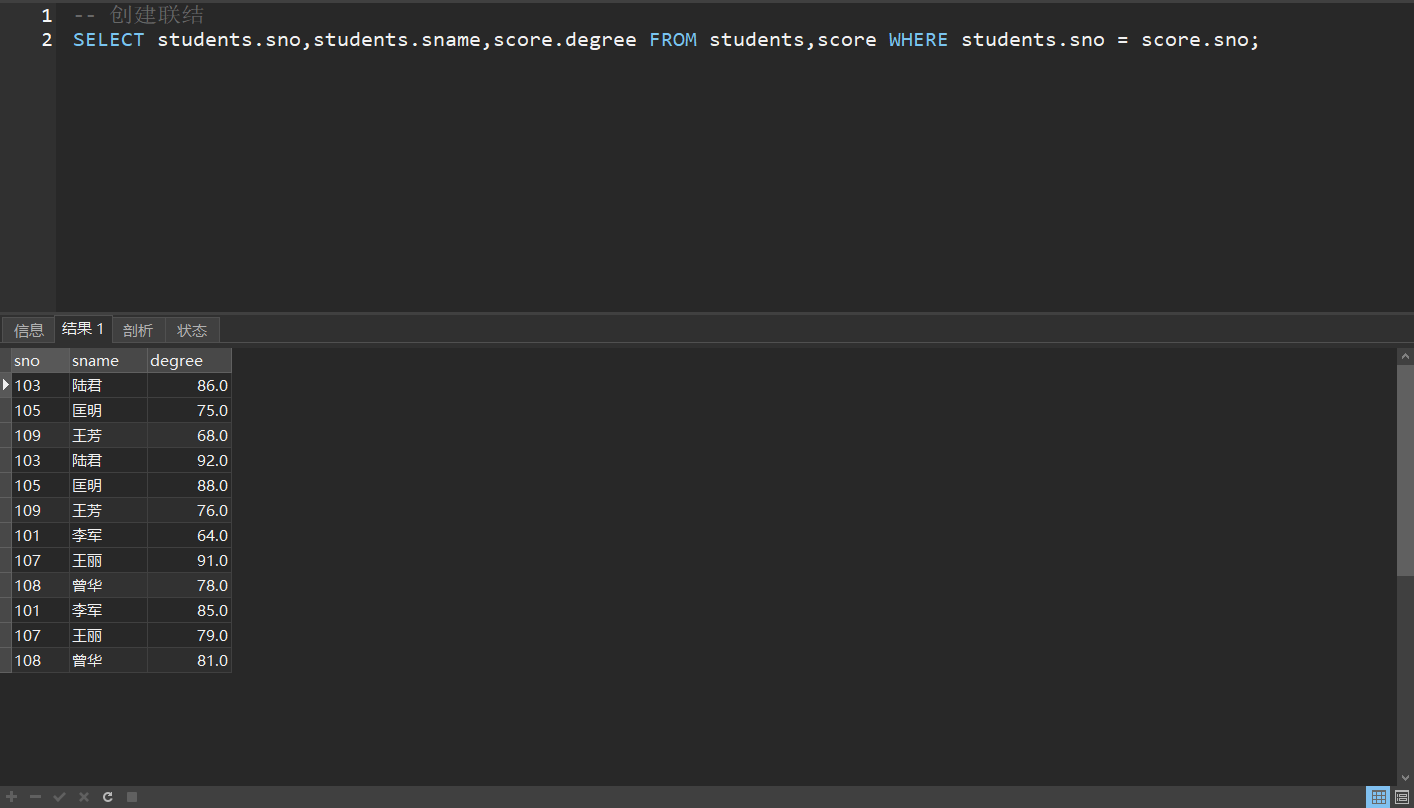 1 -- 创建联结
2 SELECT students.sno,students.sname,score.degree FROM students,score WHERE students.sno = score.sno;
信息 结果 1 剖析 状态
sno sname degree
103 陆君 86.0
105 匡明 75.0
109 王芳 68.0
103 陆君 92.0
105 匡明 88.0
109 王芳 76.0
101 李军 64.0
107 王丽 91.0
108 曾华 78.0
101 李军 85.0
107 王丽 79.0
108 曾华 81.0